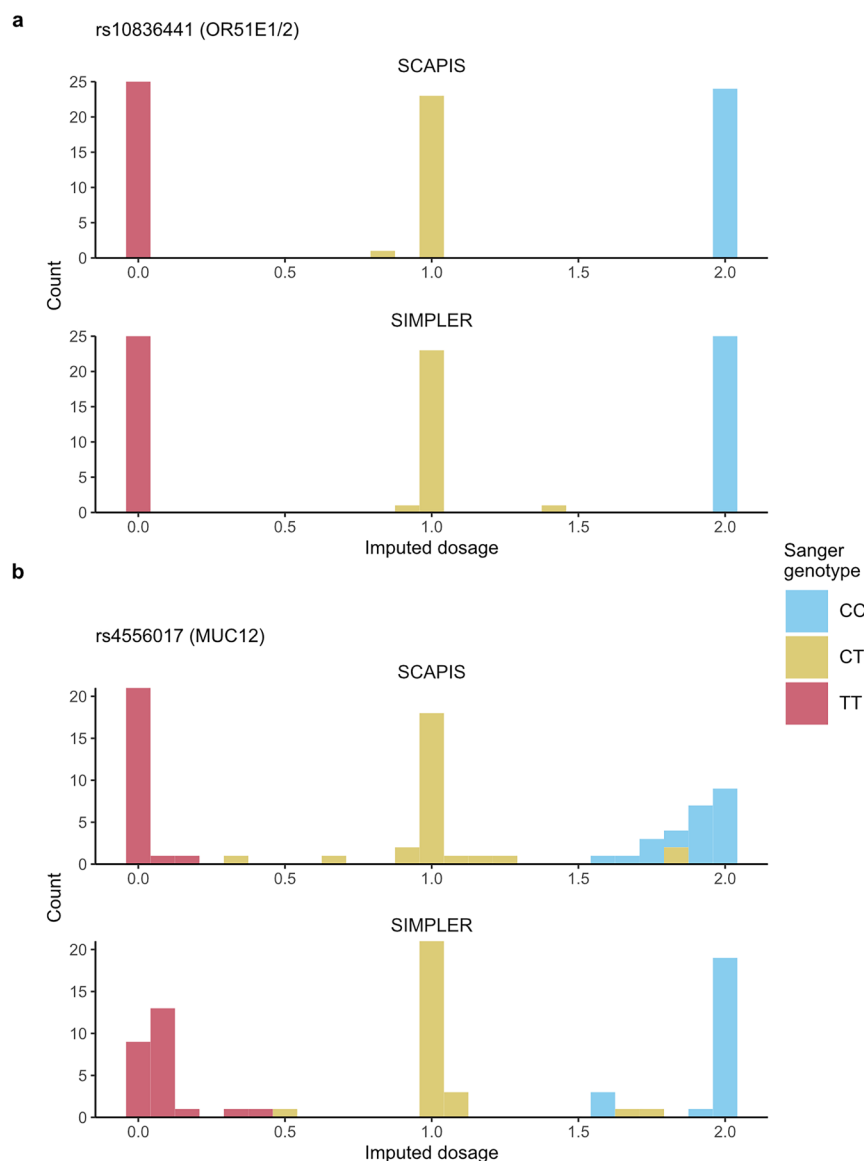 a
rs10836441 (OR51E1/2)
SCAPIS
25
20
15
10
5
0
0.0 0.5 1.0 1.5 2.0
Count
SIMPLER
25
20
15
10
5
0
0.0 0.5 1.0 1.5 2.0
Imputed dosage
Sanger
genotype
CC
CT
TT
b
rs4556017 (MUC12)
SCAPIS
20
15
10
5
0
0.0 0.5 1.0 1.5 2.0
Count
SIMPLER
20
15
10
5
0
0.0 0.5 1.0 1.5 2.0
Imputed dosage